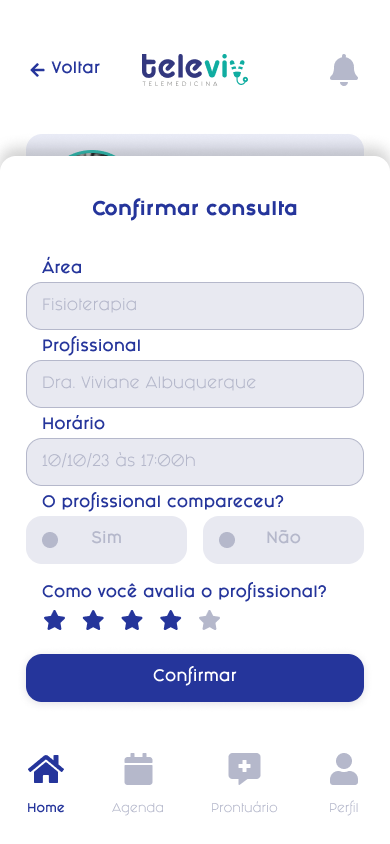 Voltar
televiv
TELEMEDICINA
Confirmar consulta
Área
Fisioterapia
Profissional
Dra. Viviane Albuquerque
Horário
10/10/23 às 17:00h
O profissional compareceu?
Sim Não
Como você avalia o profissional?
Confirmar
Home Agenda Prontuário Perfil